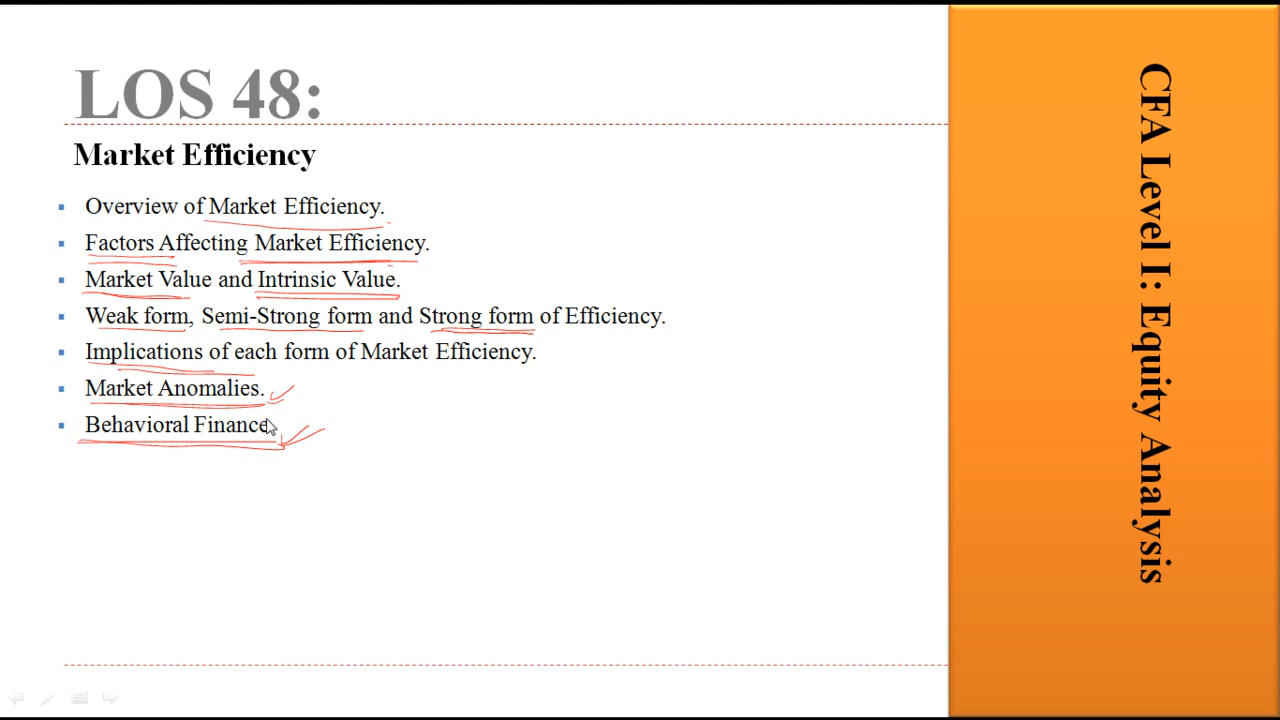 LOS 48:
Market Efficiency
▪ Overview of Market Efficiency.
▪ Factors Affecting Market Efficiency.
▪ Market Value and Intrinsic Value.
▪ Weak form, Semi-Strong form and Strong form of Efficiency.
▪ Implications of each form of Market Efficiency.
▪ Market Anomalies.
▪ Behavioral Finance
CFA Level I: Equity Analysis